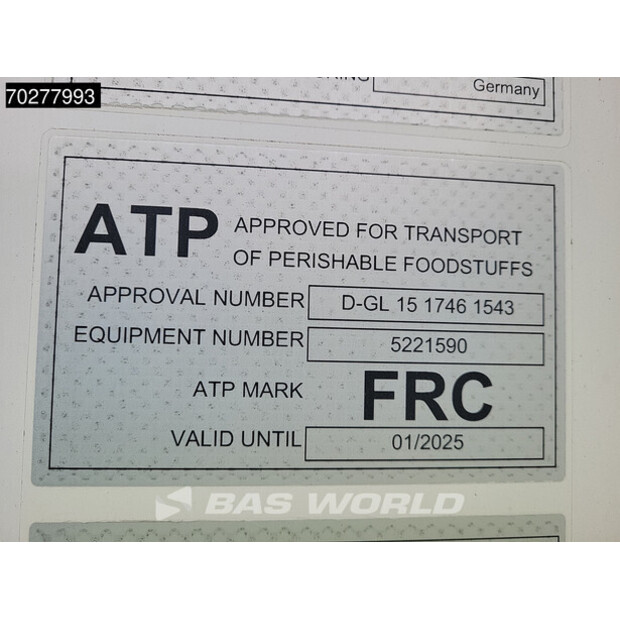 70277993
Germany
ATP APPROVED FOR TRANSPORT
OF PERISHABLE FOODSTUFFS
APPROVAL NUMBER D-GL 15 1746 1543
EQUIPMENT NUMBER 5221590
ATP MARK FRC
VALID UNTIL 01/2025
BAS WORLD